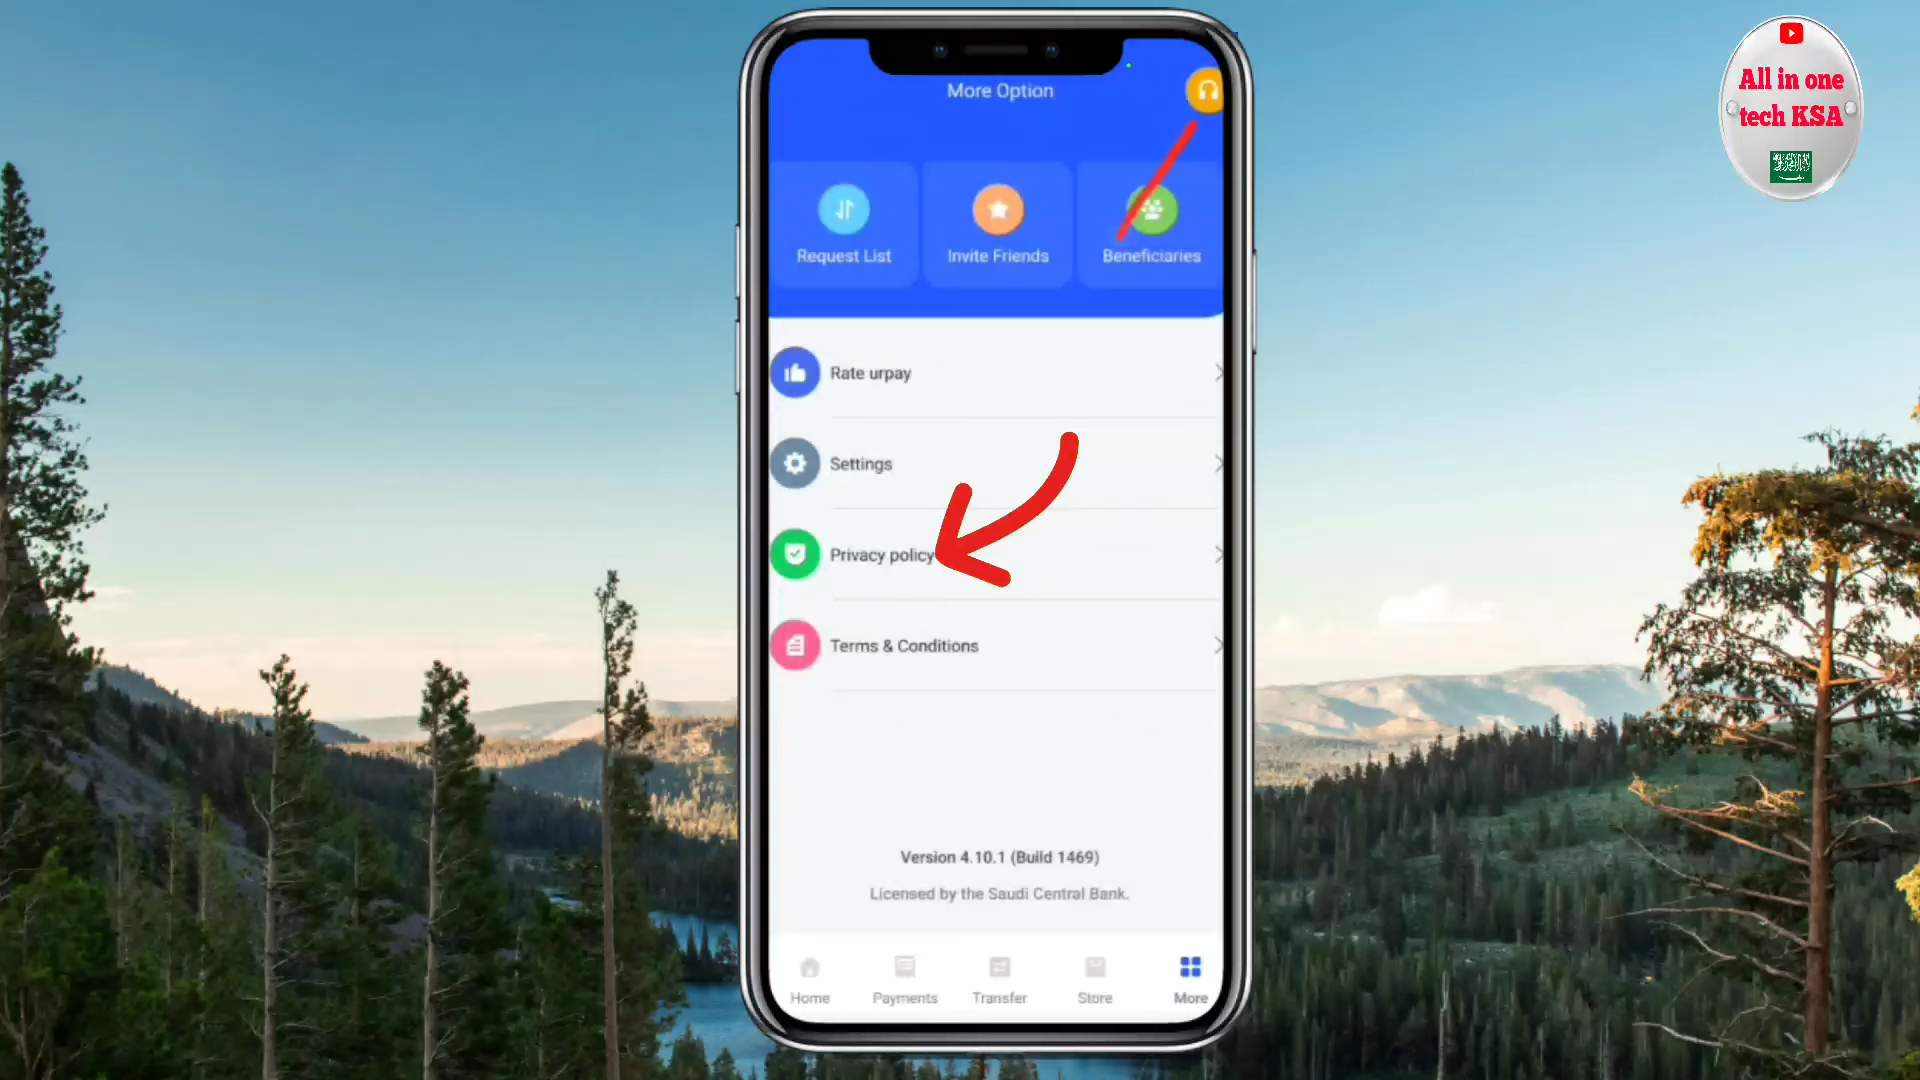 All in one
tech KSA
More Option
Request List
Invite Friends
Beneficiaries
Rate urpay
Settings
Privacy policy
Terms & Conditions
Version 4.10.1 (Build 1469)
Licensed by the Saudi Central Bank.
Home
Payments
Transfer
Store
More